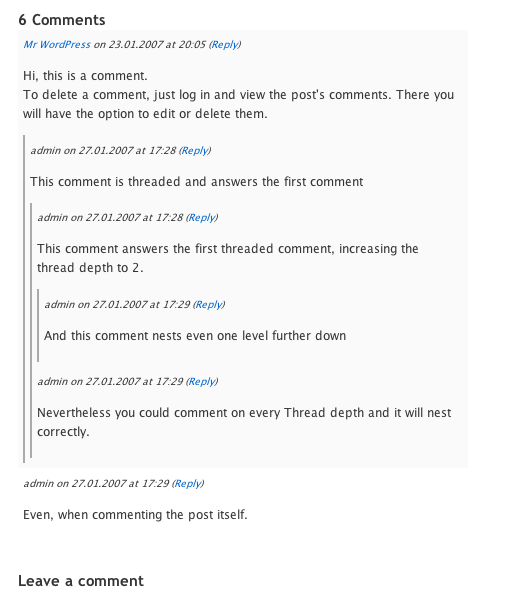 6 Comments
Mr WordPress on 23.01.2007 at 20:05 (Reply)
Hi, this is a comment.
To delete a comment, just log in and view the post's comments. There you
will have the option to edit or delete them.
admin on 27.01.2007 at 17:28 (Reply)
This comment is threaded and answers the first comment
admin on 27.01.2007 at 17:28 (Reply)
This comment answers the first threaded comment, increasing the
thread depth to 2.
admin on 27.01.2007 at 17:29 (Reply)
And this comment nests even one level further down
admin on 27.01.2007 at 17:29 (Reply)
Nevertheless you could comment on every Thread depth and it will nest
correctly.
admin on 27.01.2007 at 17:29 (Reply)
Even, when commenting the post itself.
Leave a comment